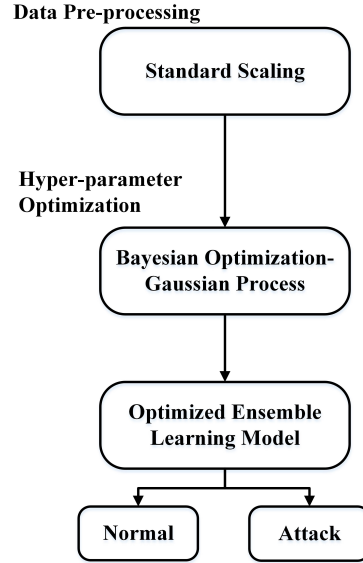 Data Pre-processing
Standard Scaling
Hyper-parameter
Optimization
Bayesian Optimization-
Gaussian Process
Optimized Ensemble
Learning Model
Normal
Attack